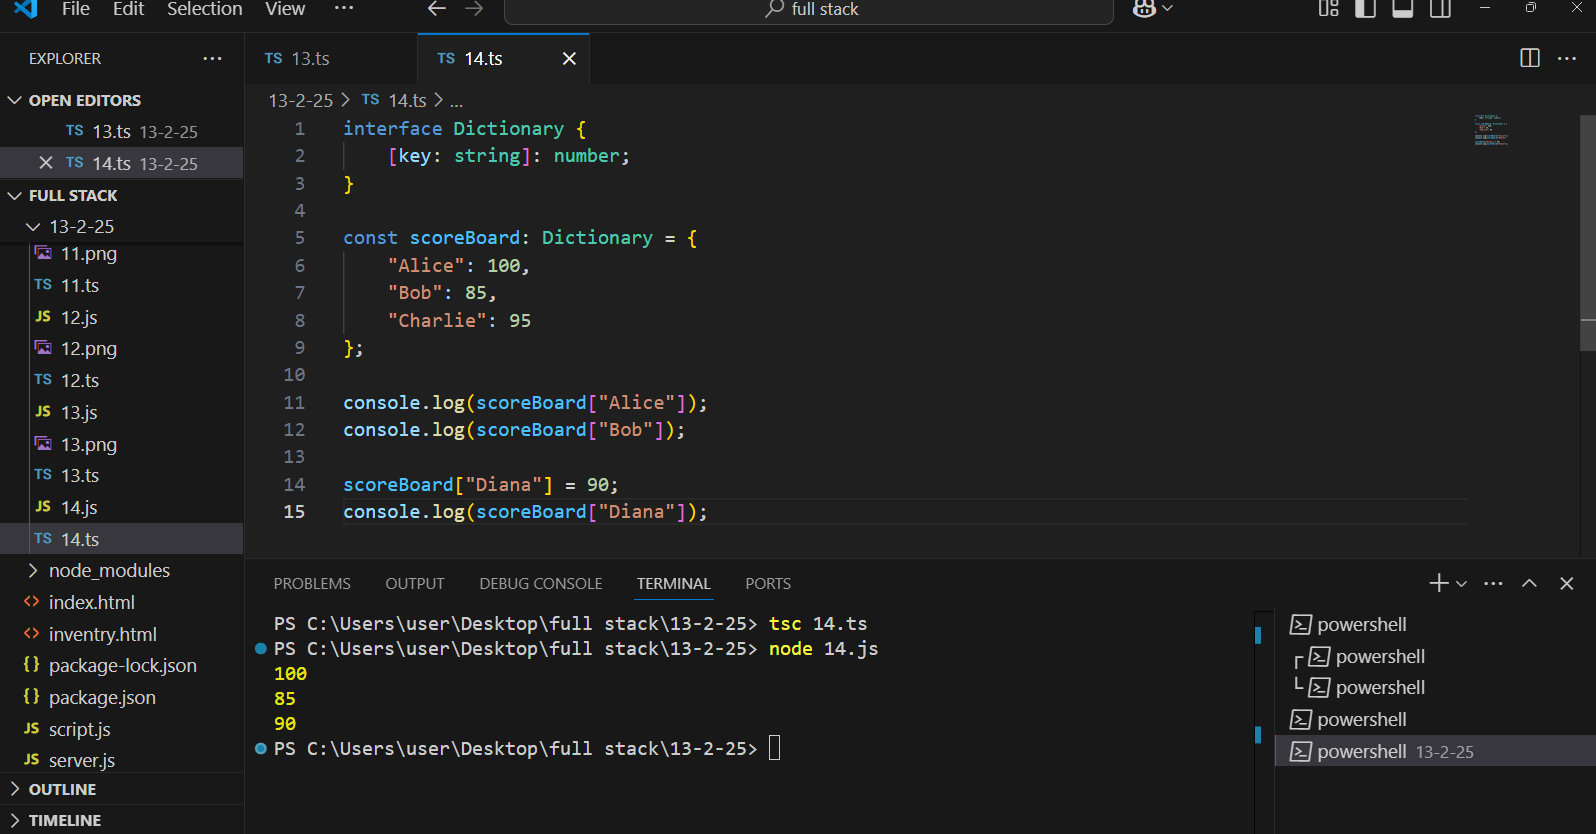 File Edit Selection View ... full stack
EXPLORER ...
OPEN EDITORS
TS 13.ts 13-2-25
TS 14.ts 13-2-25
FULL STACK
13-2-25
11.png
TS 11.ts
JS 12.js
12.png
TS 12.ts
JS 13.js
13.png
TS 13.ts
JS 14.js
TS 14.ts
node_modules
<> index.html
<> inventry.html
{} package-lock.json
{} package.json
JS script.js
JS server.js
OUTLINE
TIMELINE
TS 13.ts TS 14.ts
13-2-25 > TS 14.ts > ...
1 interface Dictionary {
2 [key: string]: number;
3 }
4
5 const scoreBoard: Dictionary = {
6 "Alice": 100,
7 "Bob": 85,
8 "Charlie": 95
9 };
10
11 console.log(scoreBoard["Alice"]);
12 console.log(scoreBoard["Bob"]);
13
14 scoreBoard["Diana"] = 90;
15 console.log(scoreBoard["Diana"]);
PROBLEMS OUTPUT DEBUG CONSOLE TERMINAL PORTS
PS C:\Users\user\Desktop\full stack\13-2-25> tsc 14.ts
PS C:\Users\user\Desktop\full stack\13-2-25> node 14.js
100
85
90
PS C:\Users\user\Desktop\full stack\13-2-25>
powershell
powershell
powershell
powershell
powershell 13-2-25